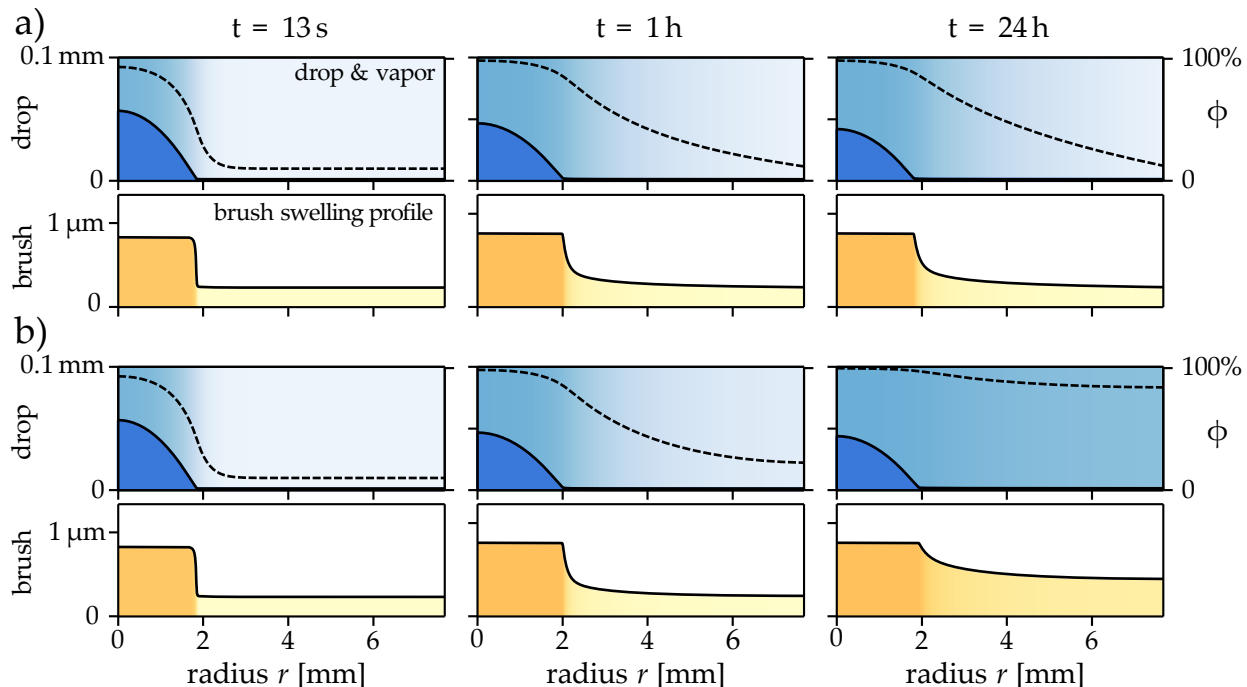 a)
t = 13 s
t = 1 h
t = 24 h
0.1 mm
drop & vapor
100%
drop
ϕ
0
0
brush swelling profile
1 µm
brush
0
b)
0.1 mm
100%
drop
ϕ
0
0
1 µm
brush
0
0 2 4 6
0 2 4 6
0 2 4 6
radius r [mm]
radius r [mm]
radius r [mm]